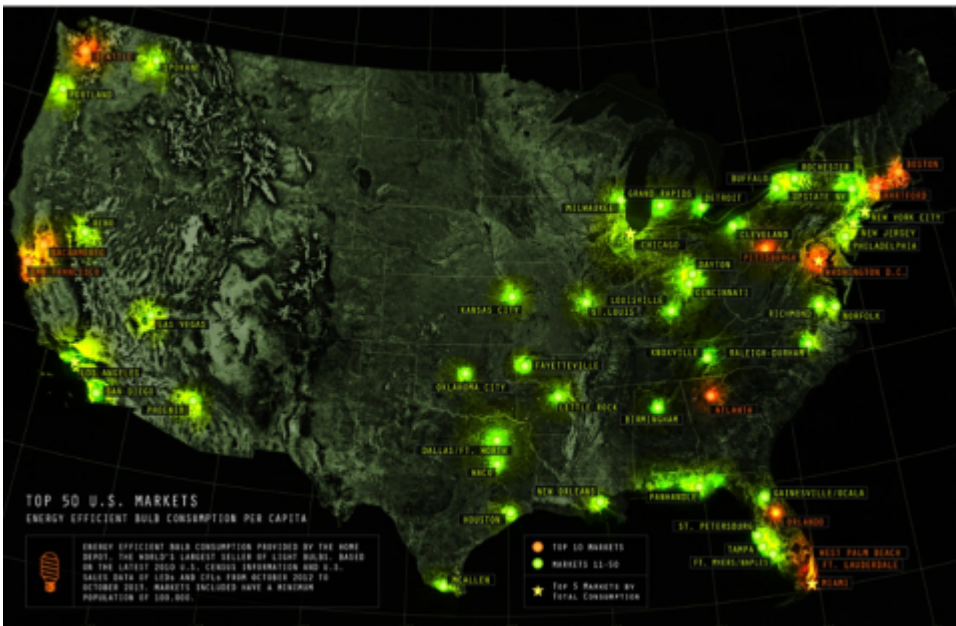 SEATTLE
SPOKANE
PORTLAND
RENO
SACRAMENTO
SAN FRANCISCO
LAS VEGAS
LOS ANGELES
SAN DIEGO
PHOENIX
KANSAS CITY
ST.LOUIS
OKLAHOMA CITY
FAYETTEVILLE
LITTLE ROCK
DALLAS/FT. WORTH
WACO
HOUSTON
MCALLEN
NEW ORLEANS
MILWAUKEE
GRAND RAPIDS
DETROIT
CHICAGO
CLEVELAND
PITTSBURGH
DAYTON
CINCINNATI
LOUISVILLE
KNOXVILLE
RALEIGH-DURHAM
ATLANTA
BIRMINGHAM
BUFFALO
ROCHESTER
UPSTATE NY
BOSTON
HARTFORD
NEW YORK CITY
NEW JERSEY
PHILADELPHIA
WASHINGTON D.C.
RICHMOND
NORFOLK
PANHANDLE
GAINESVILLE/OCALA
ORLANDO
ST. PETERSBURG
TAMPA
FT. MYERS/NAPLES
WEST PALM BEACH
FT. LAUDERDALE
MIAMI
TOP 50 U.S. MARKETS
ENERGY EFFICIENT BULB CONSUMPTION PER CAPITA
ENERGY EFFICIENT BULB CONSUMPTION PROVIDED BY THE HOME
DEPOT, THE WORLD'S LARGEST SELLER OF LIGHT BULBS. BASED
ON THE LATEST 2010 U.S. CENSUS INFORMATION AND U.S.
SALES DATA OF LEDs AND CFLs FROM OCTOBER 2012 TO
OCTOBER 2013. MARKETS INCLUDED HAVE A MINIMUM
POPULATION OF 100,000.
TOP 10 MARKETS
MARKETS 11-50
TOP 5 MARKETS BY
TOTAL CONSUMPTION